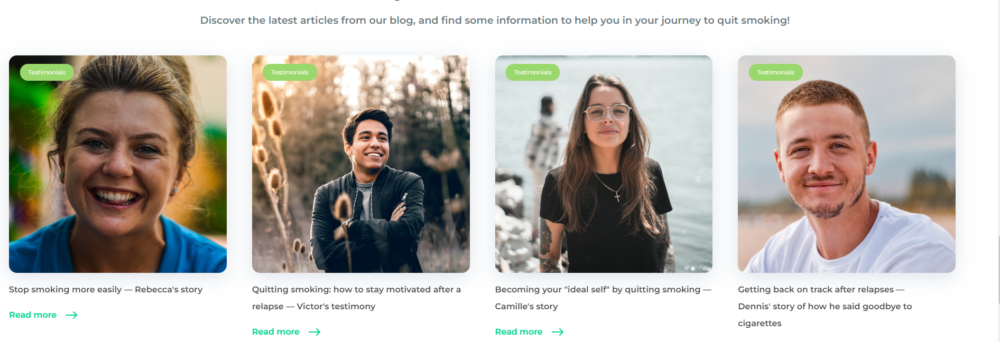 Discover the latest articles from our blog, and find some information to help you in your journey to quit smoking!
Testimonials
Testimonials
Testimonials
Testimonials
Stop smoking more easily — Rebecca's story
Read more
Quitting smoking: how to stay motivated after a
relapse — Victor's testimony
Read more
Becoming your "ideal self" by quitting smoking —
Camille's story
Read more
Getting back on track after relapses —
Dennis' story of how he said goodbye to
cigarettes